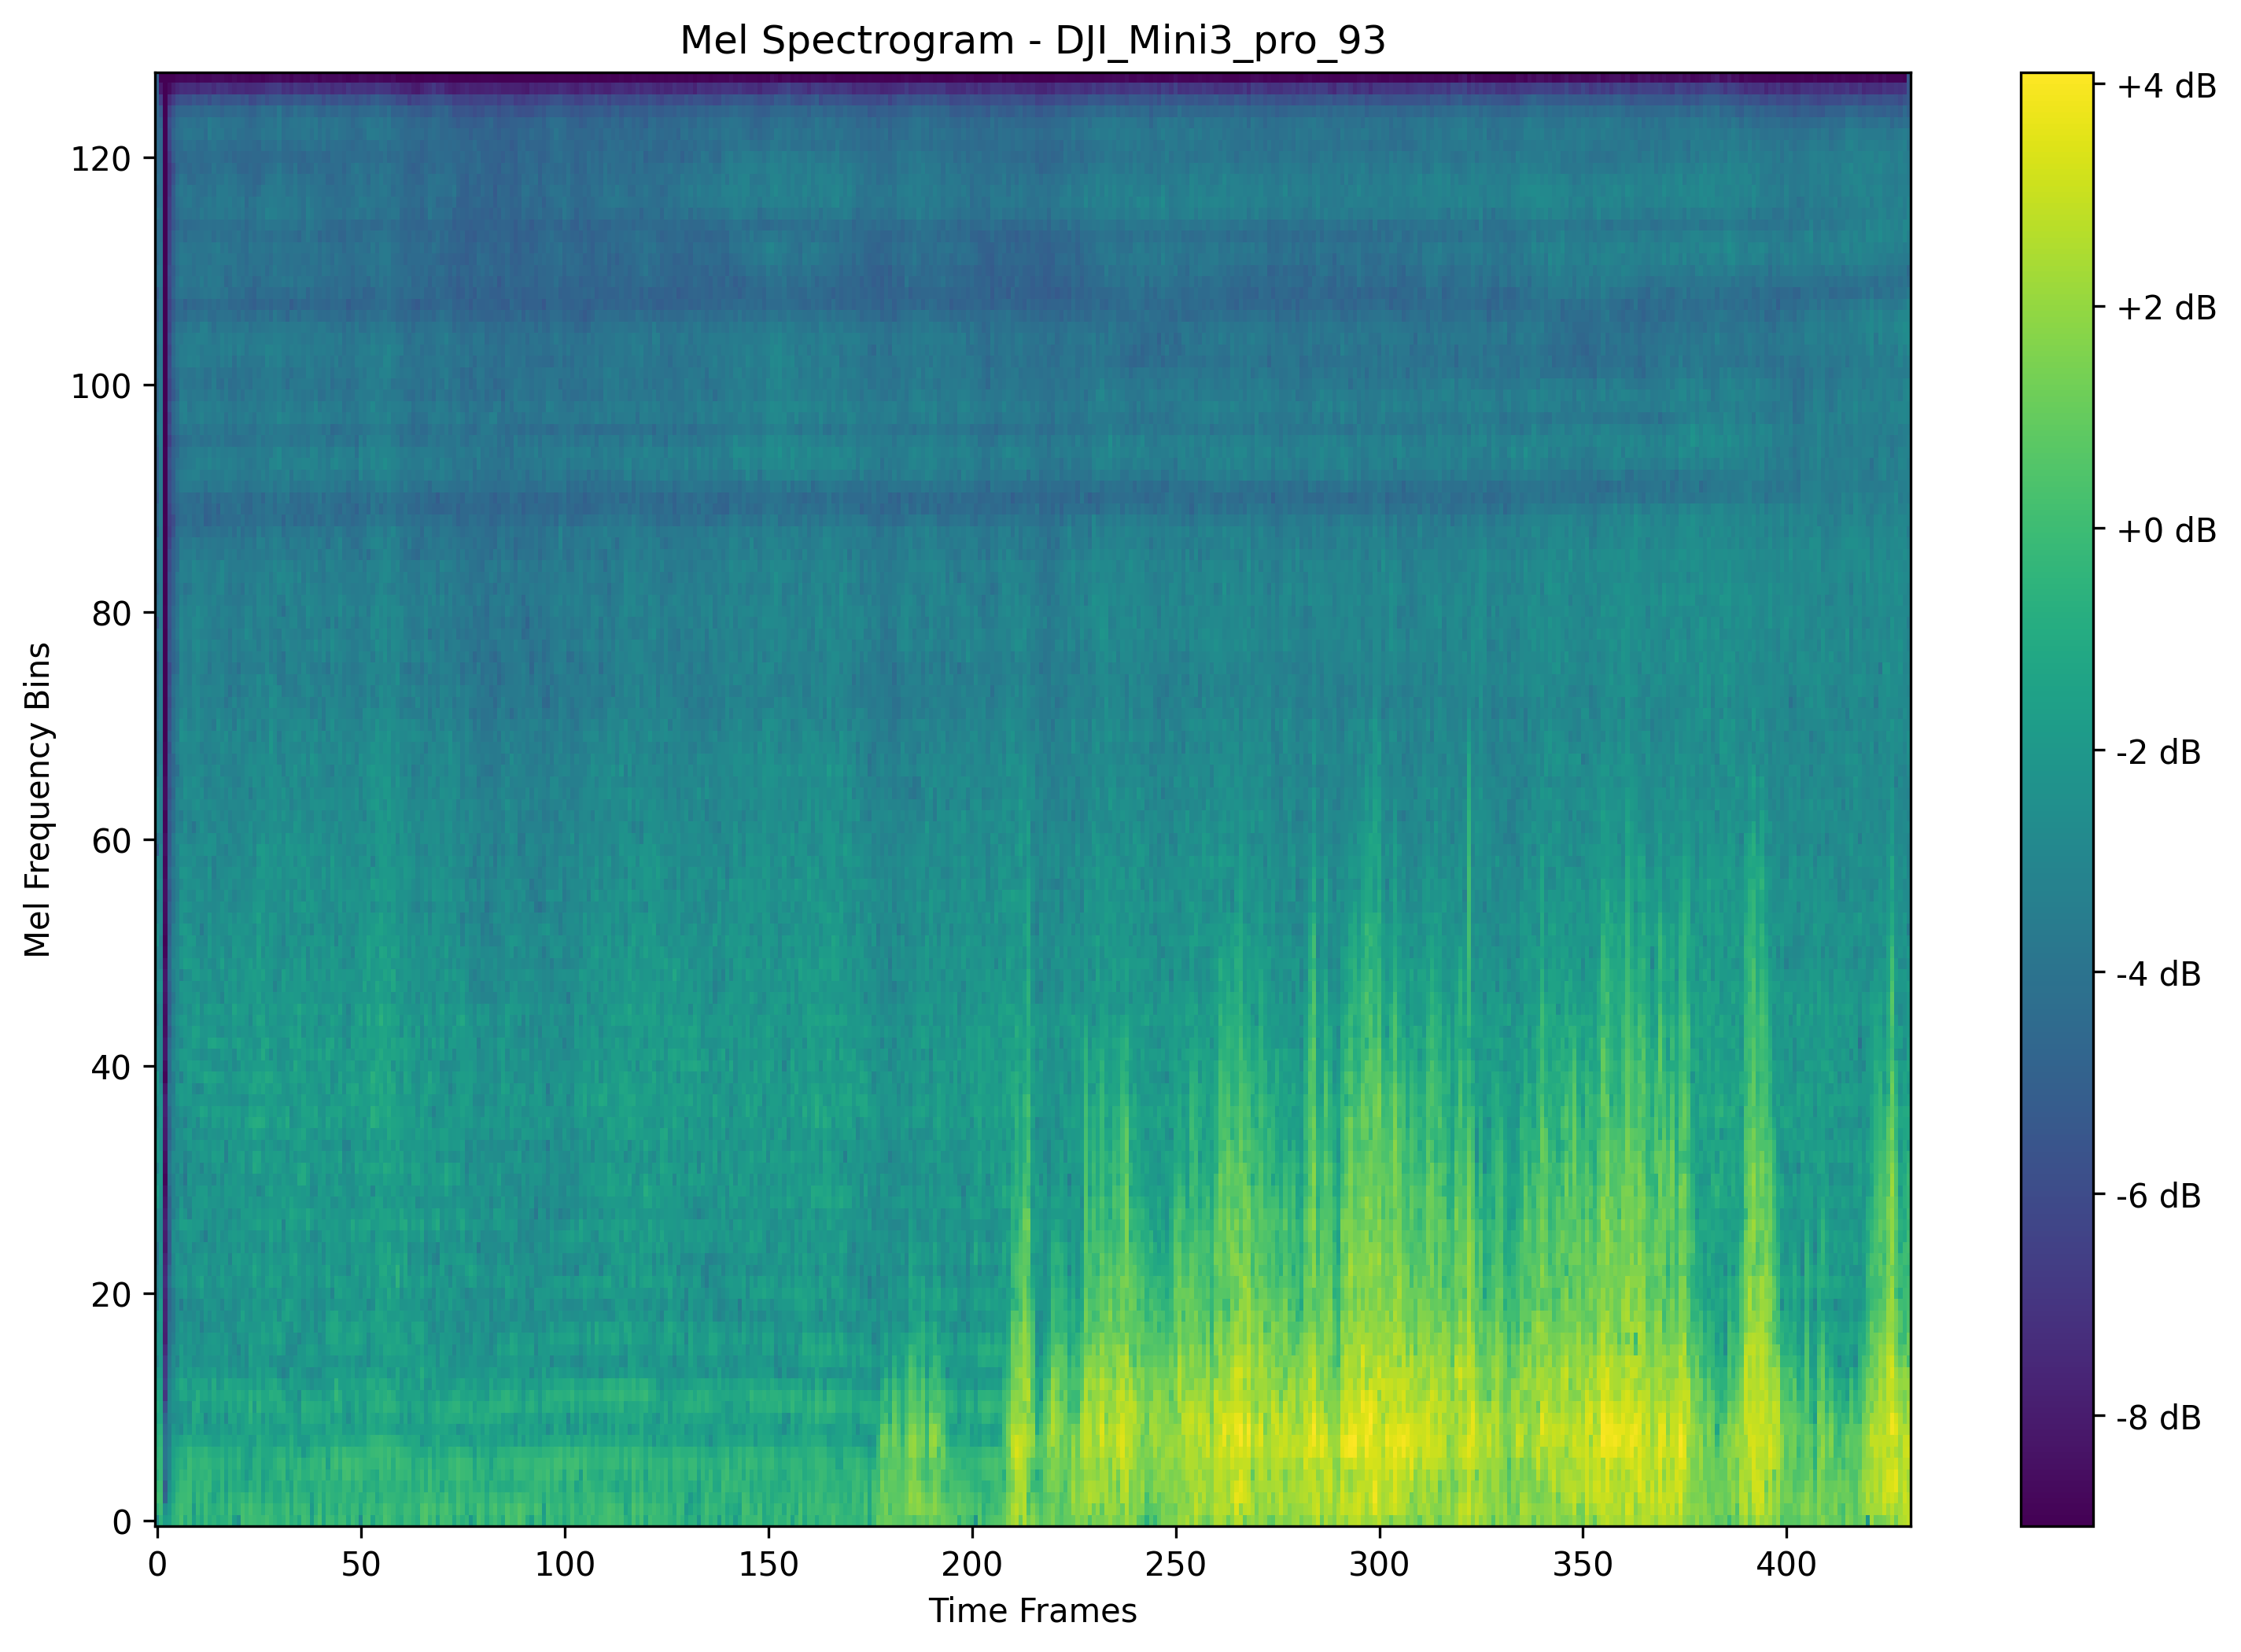 Mel Spectrogram - DJI_Mini3_pro_93
120
100
80
60
40
20
0
Mel Frequency Bins
0 50 100 150 200 250 300 350 400
Time Frames
+4 dB
+2 dB
+0 dB
-2 dB
-4 dB
-6 dB
-8 dB